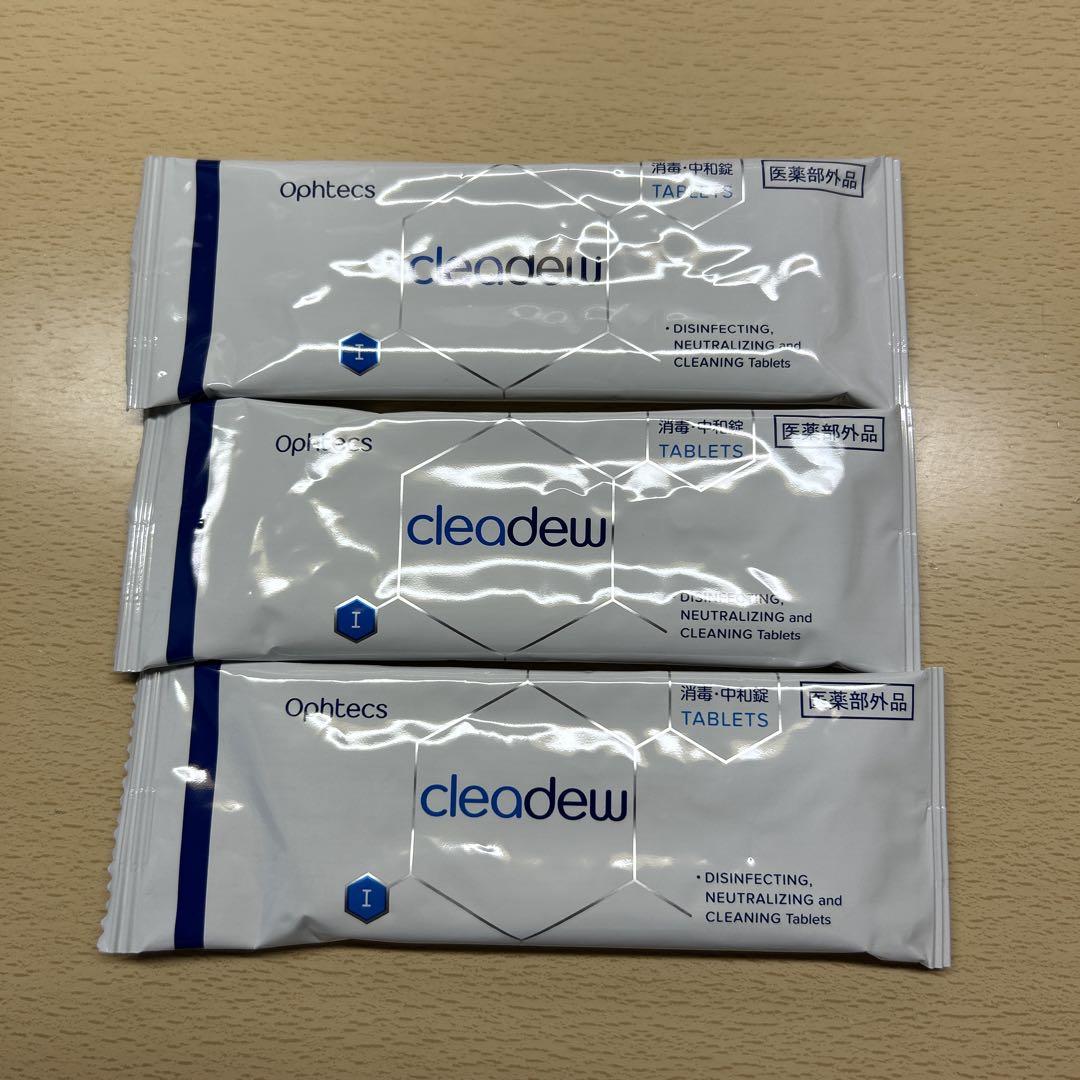 Ophtecs
消毒・中和錠
TABLETS
医薬部外品
cleadew
I
・DISINFECTING,
NEUTRALIZING and
CLEANING Tablets
Ophtecs
消毒・中和錠
TABLETS
医薬部外品
cleadew
I
DISINFECTING,
NEUTRALIZING and
CLEANING Tablets
Ophtecs
消毒・中和錠
TABLETS
医薬部外品
cleadew
I
・DISINFECTING,
NEUTRALIZING and
CLEANING Tablets